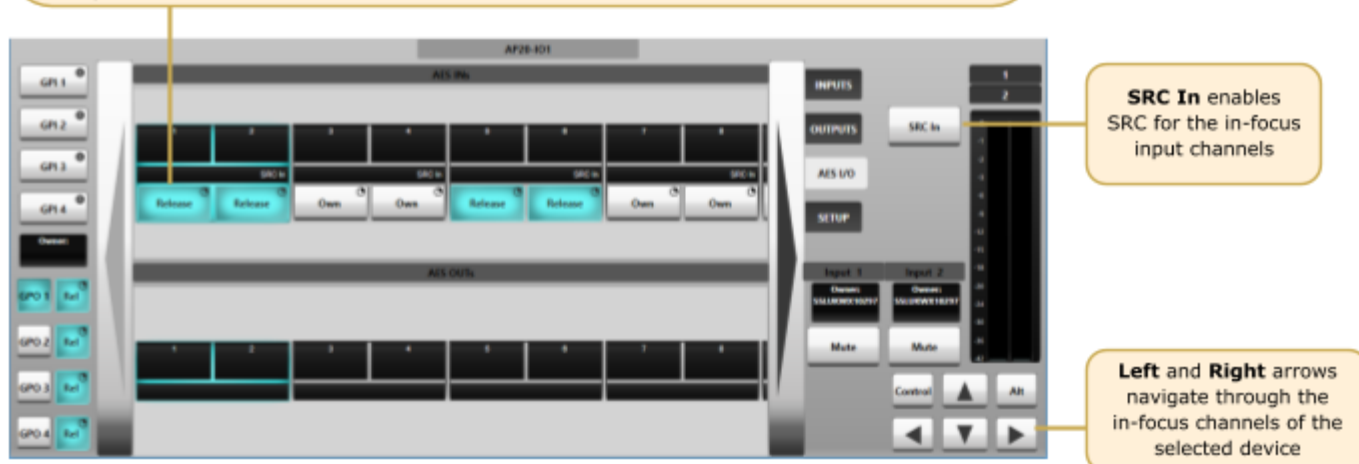 AP20-IO1
GPI 1
GPI 2
GPI 3
GPI 4
Owner:
GPO 1 Rel
GPO 2 Rel
GPO 3 Rel
GPO 4 Rel
AES INs
1 2 3 4 5 6 7 8
SRC In SRC In SRC In SRC In
Release Release Own Own Release Release Own Own
AES OUTs
1 2 3 4 5 6 7 8
INPUTS
OUTPUTS
AES I/O
SETUP
SRC In
1
2
Input 1 Input 2
Owner: Owner:
Mute Mute
Control Alt
SRC In enables
SRC for the in-focus
input channels
Left and Right arrows
navigate through the
in-focus channels of the
selected device